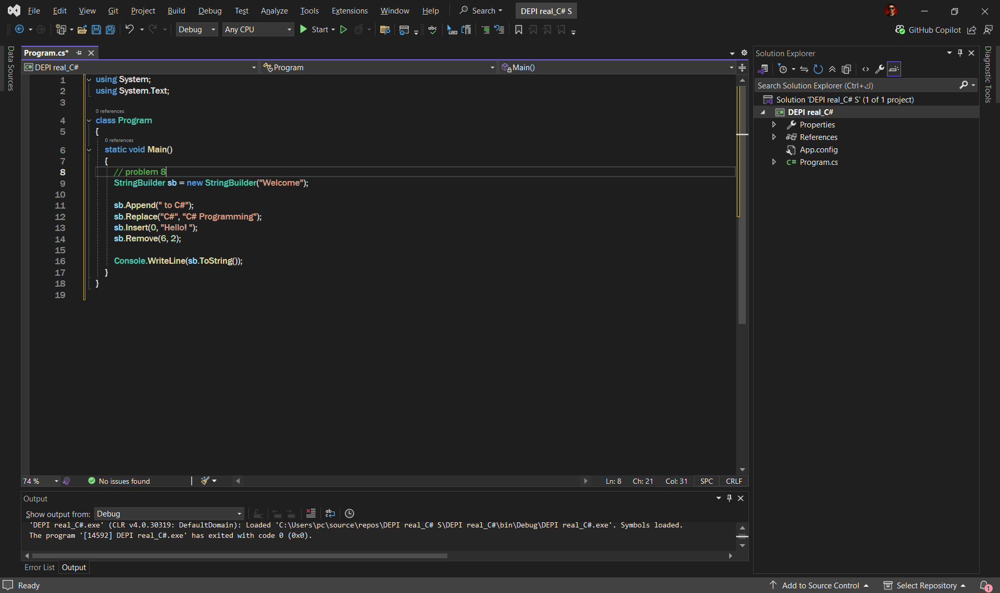 File Edit View Git Project Build Debug Test Analyze Tools Extensions Window Help Search DEPI real_C# S
Debug Any CPU Start GitHub Copilot
Data Sources
Program.cs*
DEPI real_C# Program Main()
1 using System;
2 using System.Text;
3
0 references
4 class Program
5 {
0 references
6 static void Main()
7 {
8 // problem 8
9 StringBuilder sb = new StringBuilder("Welcome");
10
11 sb.Append(" to C#");
12 sb.Replace("C#", "C# Programming");
13 sb.Insert(0, "Hello! ");
14 sb.Remove(6, 2);
15
16 Console.WriteLine(sb.ToString());
17 }
18 }
19
74 % No issues found Ln: 8 Ch: 21 Col: 31 SPC CRLF
Output
Show output from: Debug
'DEPI real_C#.exe' (CLR v4.0.30319: DefaultDomain): Loaded 'C:\Users\pc\source\repos\DEPI real_C# S\DEPI real_C#\bin\Debug\DEPI real_C#.exe'. Symbols loaded.
The program '[14592] DEPI real_C#.exe' has exited with code 0 (0x0).
Error List Output
Solution Explorer
Search Solution Explorer (Ctrl+ك)
Solution 'DEPI real_C# S' (1 of 1 project)
C# DEPI real_C#
Properties
References
App.config
C# Program.cs
Diagnostic Tools
Ready Add to Source Control Select Repository 1